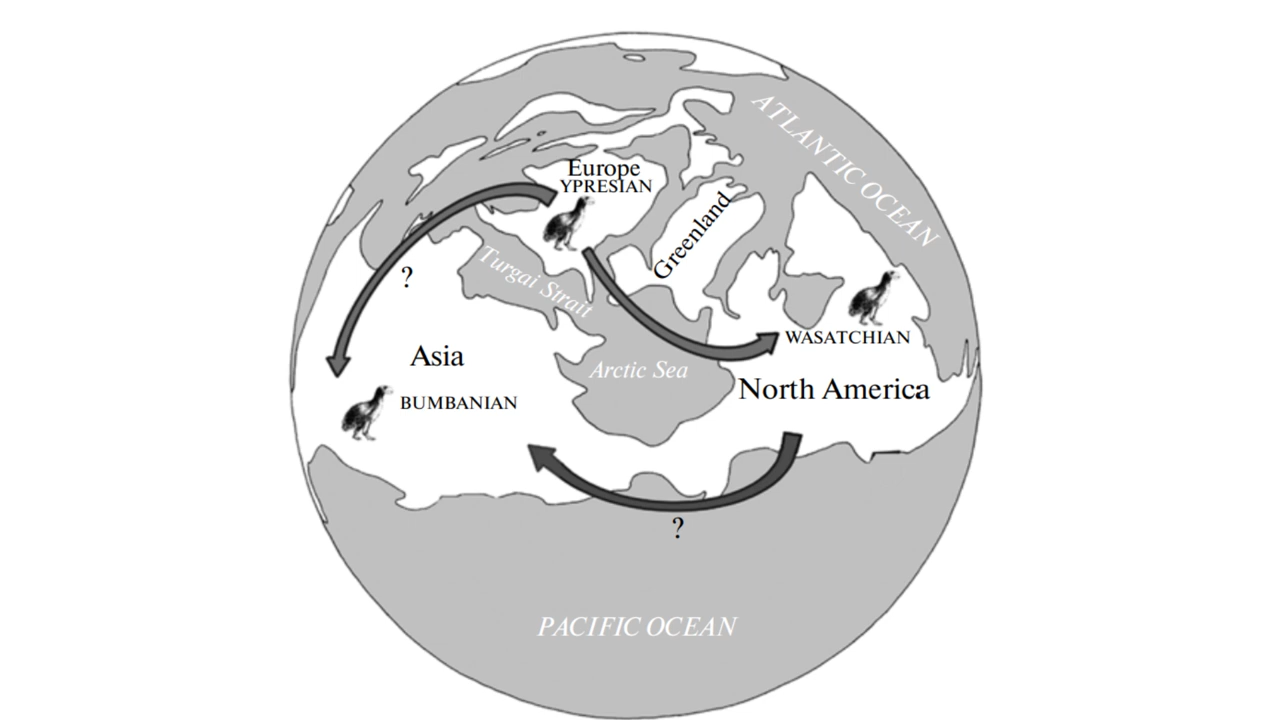 ATLANTIC OCEAN
Europe
YPRESIAN
Greenland
Turgai Strait
?
WASATCHIAN
Asia
Arctic Sea
North America
BUMBANIAN
?
PACIFIC OCEAN